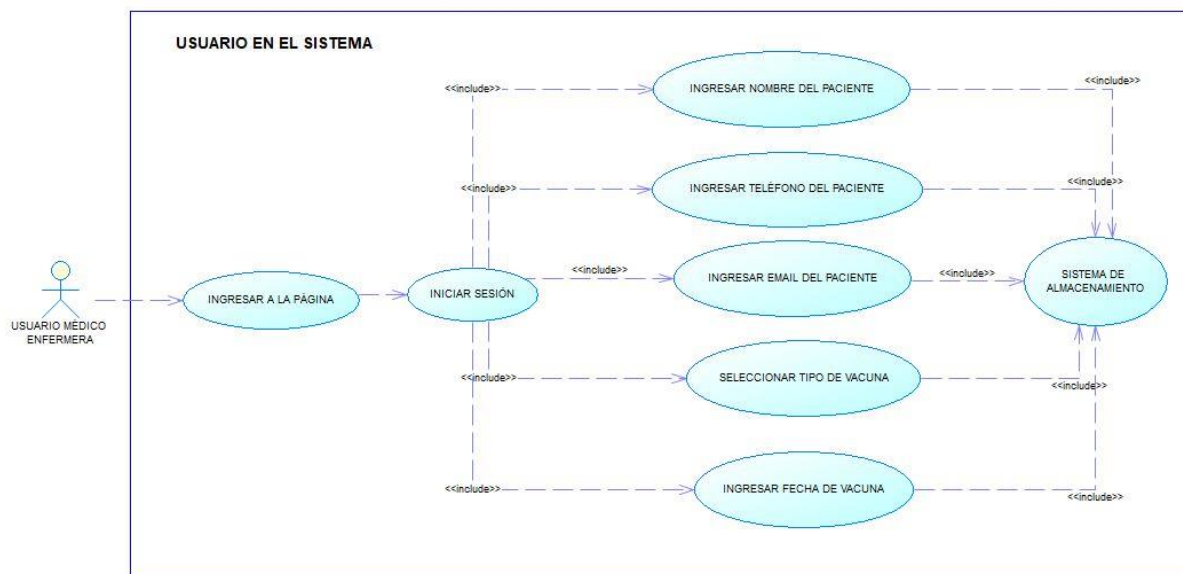 USUARIO EN EL SISTEMA
<<include>>
INGRESAR NOMBRE DEL PACIENTE
<<include>>
<<include>>
INGRESAR TELÉFONO DEL PACIENTE
<<include>>
USUARIO MÉDICO
ENFERMERA
INGRESAR A LA PÁGINA
INICIAR SESIÓN
<<include>>
INGRESAR EMAIL DEL PACIENTE
<<include>>
SISTEMA DE
ALMACENAMIENTO
<<include>>
SELECCIONAR TIPO DE VACUNA
<<include>>
<<include>>
INGRESAR FECHA DE VACUNA
<<include>>